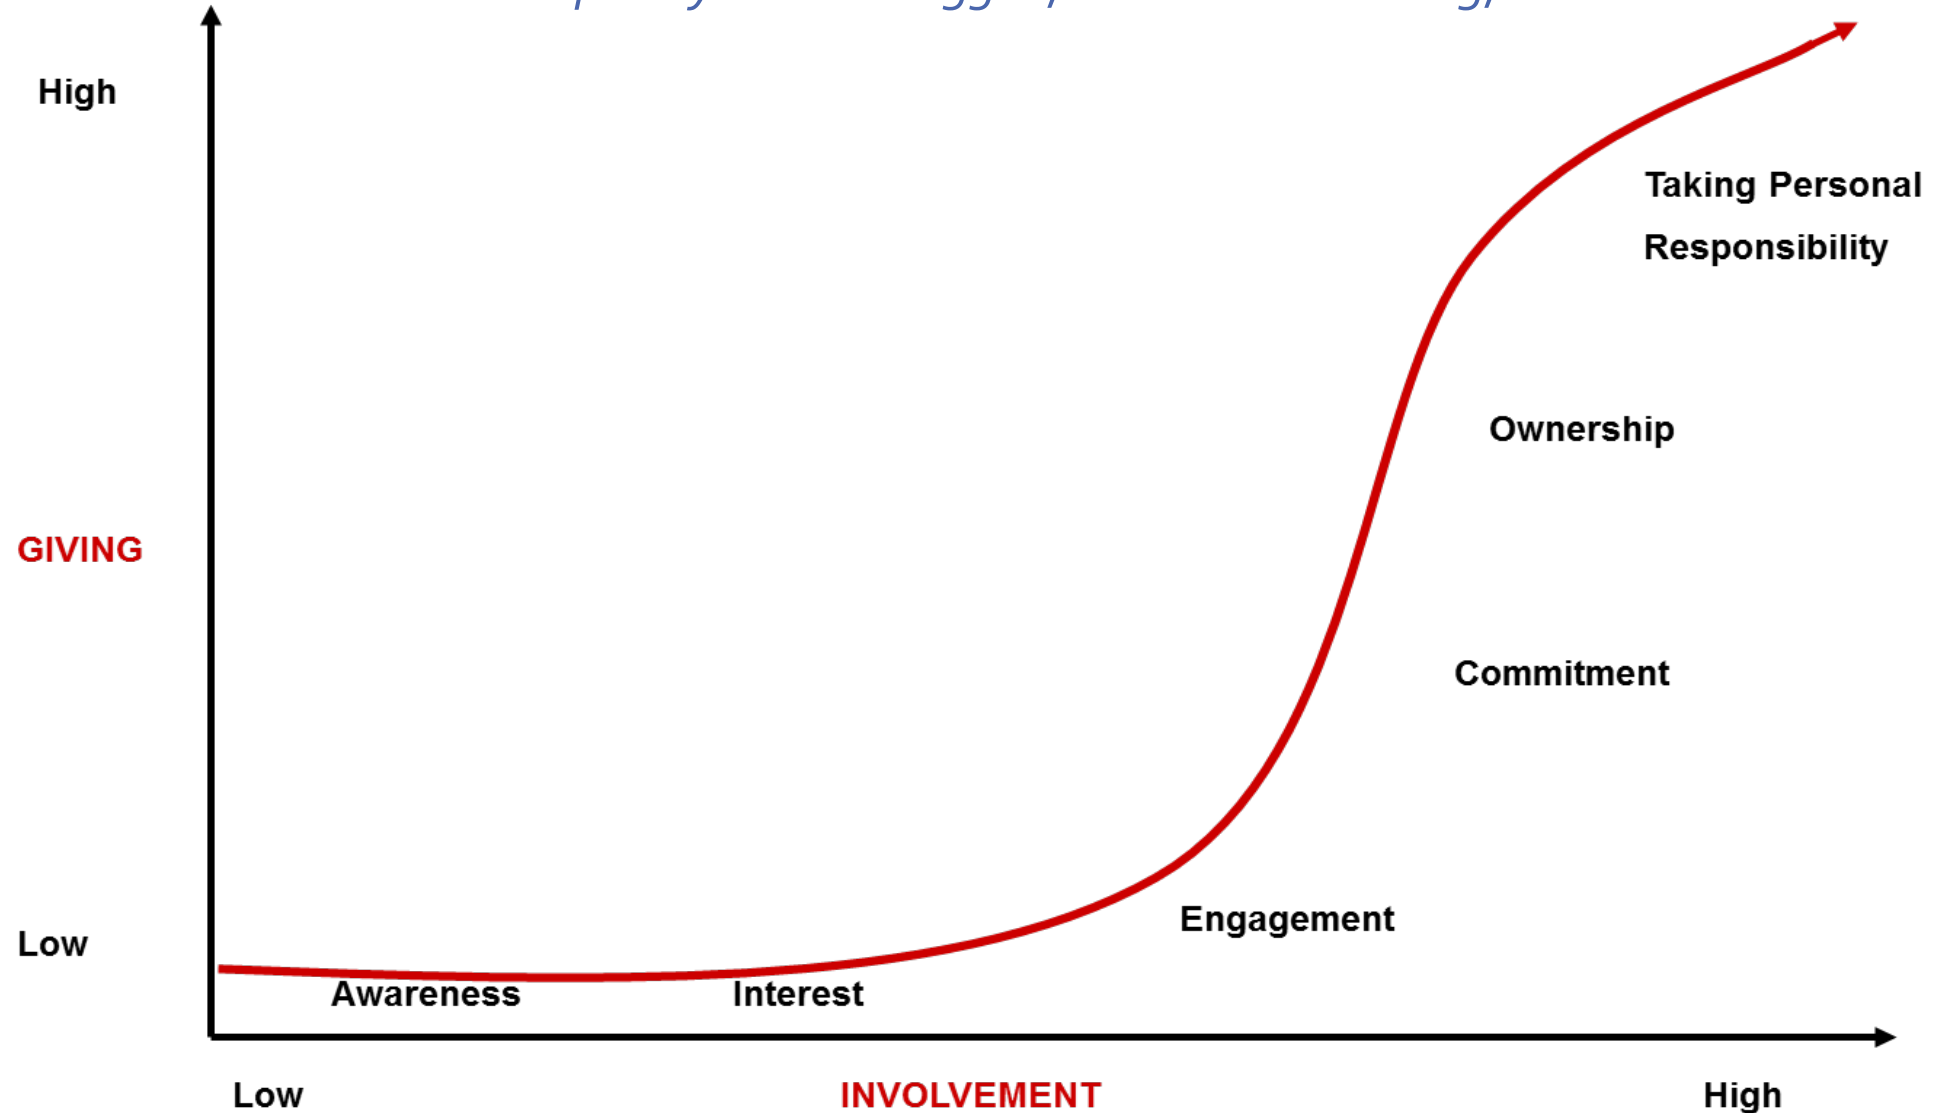 High
Taking Personal
Responsibility
Ownership
GIVING
Commitment
Engagement
Low
Awareness Interest
Low INVOLVEMENT High